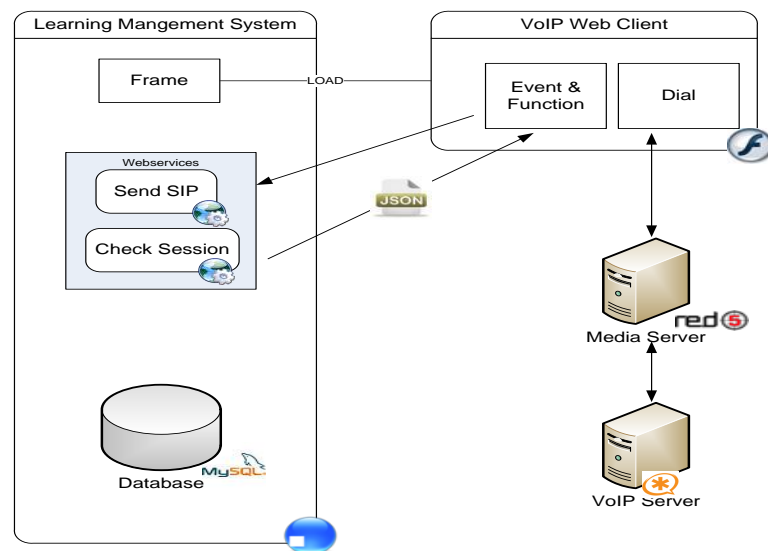 Learning Mangement System
VoIP Web Client
Frame
LOAD
Event &
Function
Dial
Webservices
Send SIP
Check Session
JSON
red5
Media Server
MySQL
Database
VoIP Server